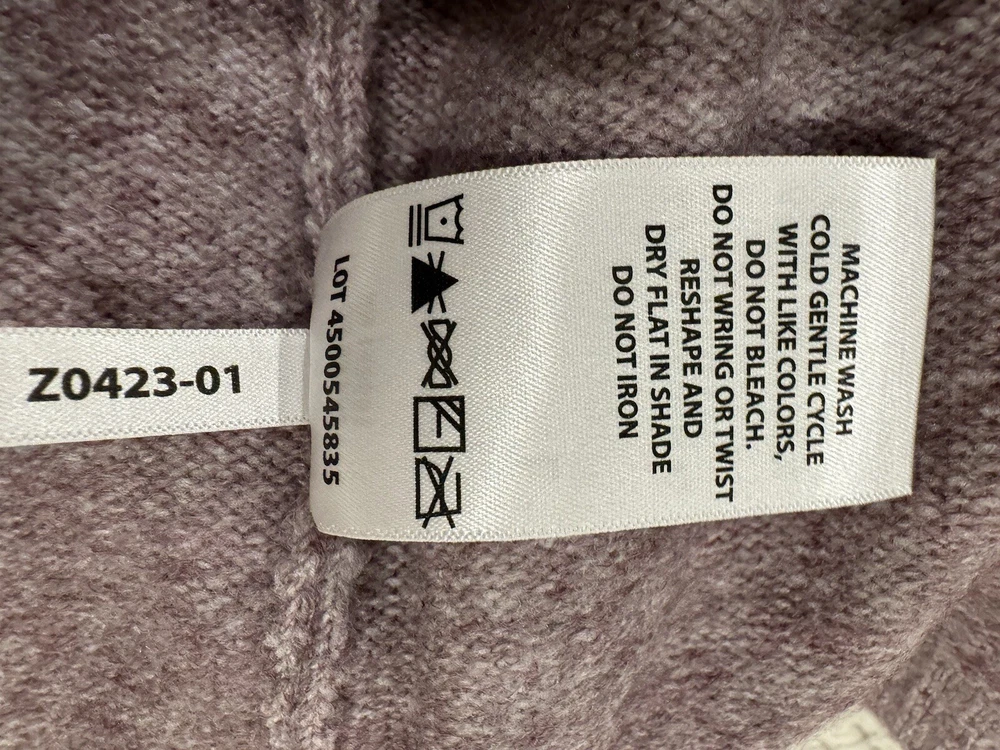 MACHINE WASH
COLD GENTLE CYCLE
WITH LIKE COLORS,
DO NOT BLEACH.
DO NOT WRING OR TWIST
RESHAPE AND
DRY FLAT IN SHADE
DO NOT IRON
LOT 4500545835
Z0423-01